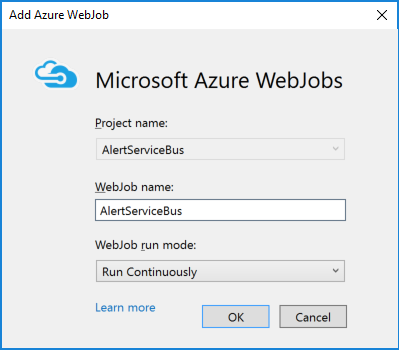 Add Azure WebJob
Microsoft Azure WebJobs
Project name:
AlertServiceBus
WebJob name:
AlertServiceBus
WebJob run mode:
Run Continuously
Learn more
OK
Cancel